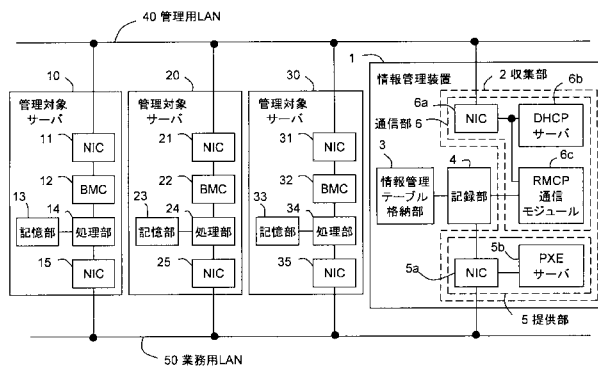 40 管理用LAN
10
管理対象
サーバ
11
NIC
12
BMC
13
記憶部
14
処理部
15
NIC
20
管理対象
サーバ
21
NIC
22
BMC
23
記憶部
24
処理部
25
NIC
30
管理対象
サーバ
31
NIC
32
BMC
33
記憶部
34
処理部
35
NIC
1
情報管理装置
2 収集部
6a
6b
通信部 6
NIC
DHCP
サーバ
3
4
6c
情報管理
テーブル
格納部
記録部
RMCP
通信
モジュール
5a
5b
NIC
PXE
サーバ
5 提供部
50 業務用LAN